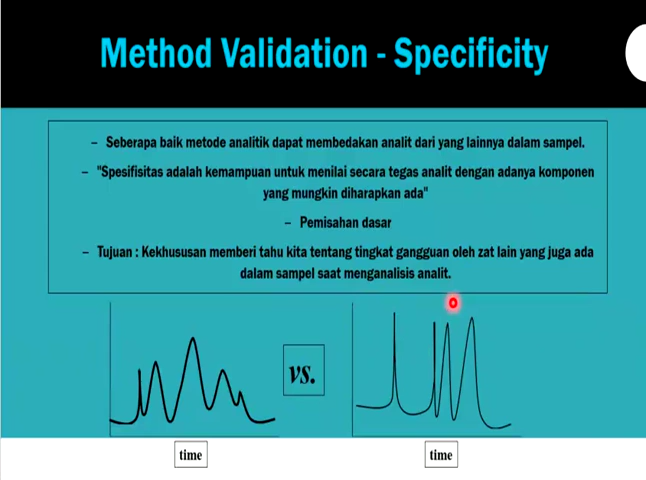 Method Validation - Specificity
– Seberapa baik metode analitik dapat membedakan analit dari yang lainnya dalam sampel.
– "Spesifisitas adalah kemampuan untuk menilai secara tegas analit dengan adanya komponen
yang mungkin diharapkan ada"
– Pemisahan dasar
– Tujuan : Kekhususan memberi tahu kita tentang tingkat gangguan oleh zat lain yang juga ada
dalam sampel saat menganalisis analit.
vs.
time
time